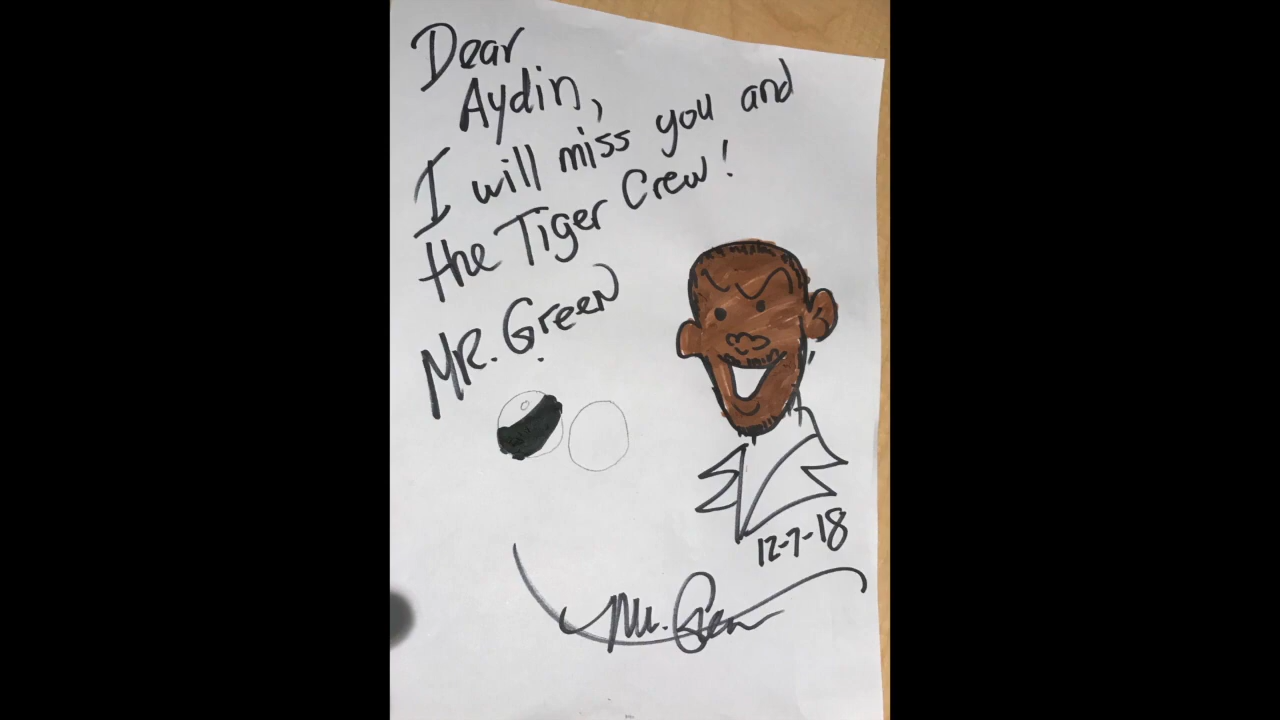 Dear
Aydin,
I will miss you and
the Tiger Crew!
MR. Green
12-7-18
Mr. Green